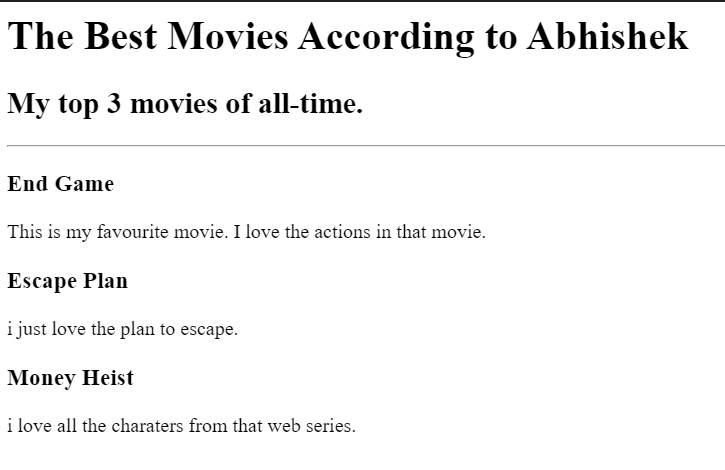 The Best Movies According to Abhishek
My top 3 movies of all-time.
End Game
This is my favourite movie. I love the actions in that movie.
Escape Plan
i just love the plan to escape.
Money Heist
i love all the charaters from that web series.